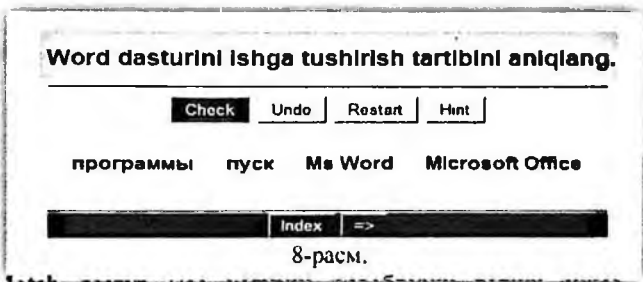 Word dasturini ishga tushirish tartibini aniqlang.
Check Undo Restart Hint
программы пуск Ms Word Microsoft Office
Index =>
8-расм.